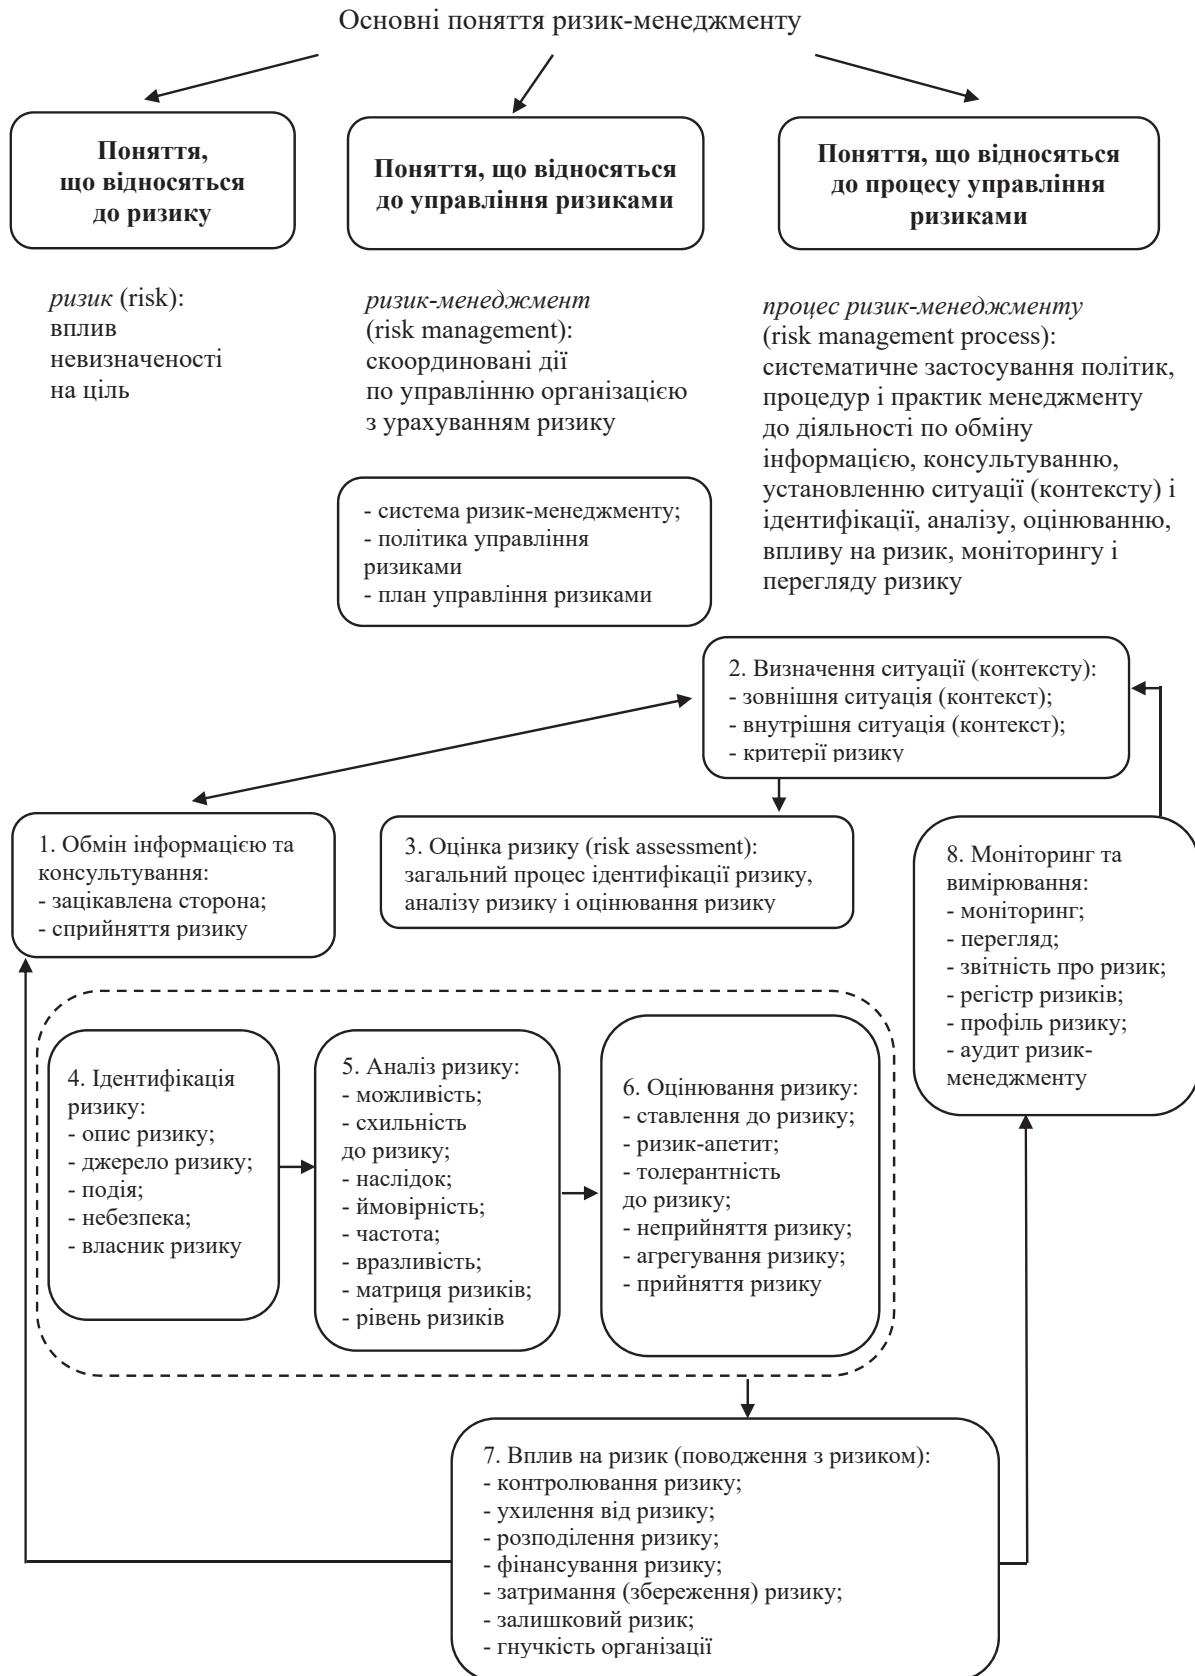 Основні поняття ризик-менеджменту
Поняття,
що відносяться
до ризику
Поняття, що відносяться
до управління ризиками
Поняття, що відносяться
до процесу управління
ризиками
ризик (risk):
вплив
невизначеності
на ціль
ризик-менеджмент
(risk management):
скоординовані дії
по управлінню організацією
з урахуванням ризику
процес ризик-менеджменту
(risk management process):
систематичне застосування політик,
процедур і практик менеджменту
до діяльності по обміну
інформацією, консультуванню,
установленню ситуації (контексту) і
ідентифікації, аналізу, оцінюванню,
впливу на ризик, моніторингу і
перегляду ризику
- система ризик-менеджменту;
- політика управління
ризиками
- план управління ризиками
2. Визначення ситуації (контексту):
- зовнішня ситуація (контекст);
- внутрішня ситуація (контекст);
- критерії ризику
1. Обмін інформацією та
консультування:
- зацікавлена сторона;
- сприйняття ризику
3. Оцінка ризику (risk assessment):
загальний процес ідентифікації ризику,
аналізу ризику і оцінювання ризику
8. Моніторинг та
вимірювання:
- моніторинг;
- перегляд;
- звітність про ризик;
- регістр ризиків;
- профіль ризику;
- аудит ризик-
менеджменту
4. Ідентифікація
ризику:
- опис ризику;
- джерело ризику;
- подія;
- небезпека;
- власник ризику
5. Аналіз ризику:
- можливість;
- схильність
до ризику;
- наслідок;
- ймовірність;
- частота;
- вразливість;
- матриця ризиків;
- рівень ризиків
6. Оцінювання ризику:
- ставлення до ризику;
- ризик-апетит;
- толерантність
до ризику;
- неприйняття ризику;
- агрегування ризику;
- прийняття ризику
7. Вплив на ризик (поводження з ризиком):
- контролювання ризику;
- ухилення від ризику;
- розподілення ризику;
- фінансування ризику;
- затримання (збереження) ризику;
- залишковий ризик;
- гнучкість організації